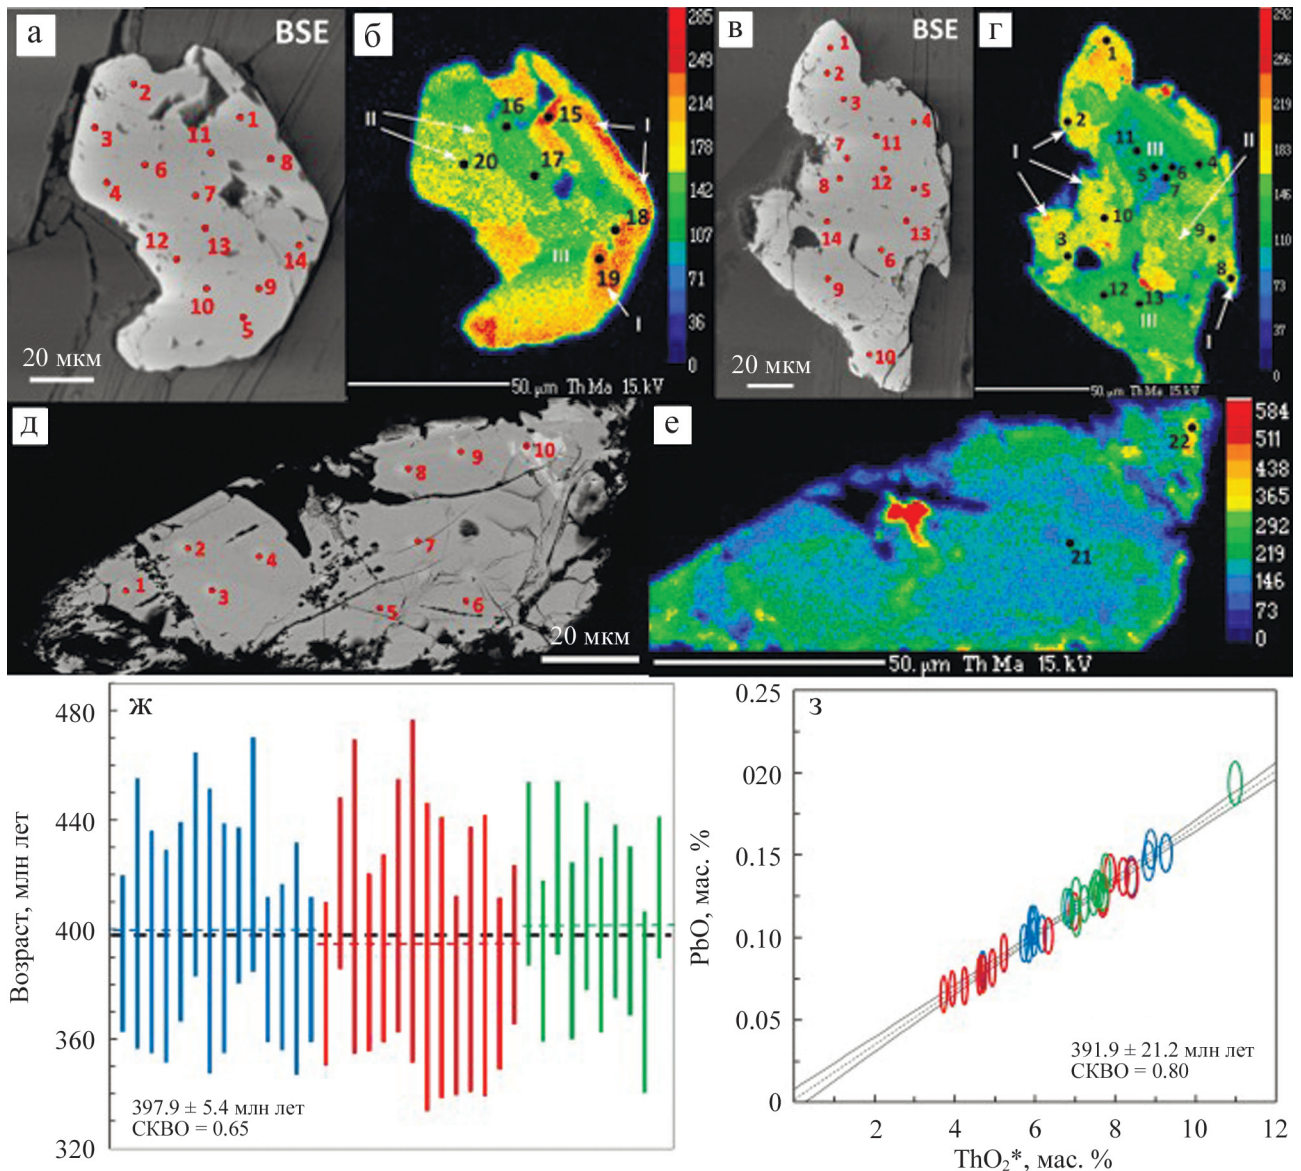 а
BSE
2
3
1
11
8
6
4
7
12
13
14
10
9
5
20 мкм
б
16
15
II
I
20
17
18
III
19
I
50. µm Th Ma 15. kV
285
249
214
178
142
107
71
36
0
в
BSE
1
2
3
4
11
7
12
8
5
14
13
6
9
10
20 мкм
г
1
2
11
III
II
I
4
5
6
7
10
9
3
8
12
13
III
I
50. µm Th Ma 15. kV
292
256
219
183
146
110
73
37
0
д
8
9
10
2
4
7
1
3
5
6
20 мкм
е
22
21
50. µm Th Ma 15. kV
584
511
438
365
292
219
146
73
0
ж
Возраст, млн лет
480
440
400
360
320
397.9 ± 5.4 млн лет
СКВО = 0.65
з
PbO, мас. %
0.25
020
0.15
0.10
0.05
0
391.9 ± 21.2 млн лет
СКВО = 0.80
2 4 6 8 10 12
ThO₂*, мас. %